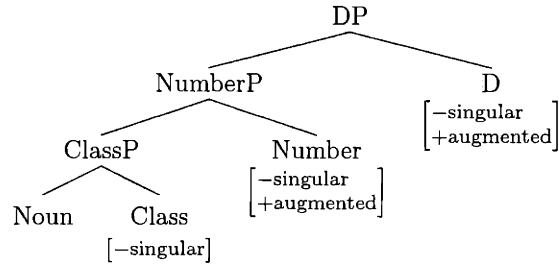 DP
NumberP D
[−singular
+augmented]
ClassP Number
[−singular
+augmented]
Noun Class
[−singular]